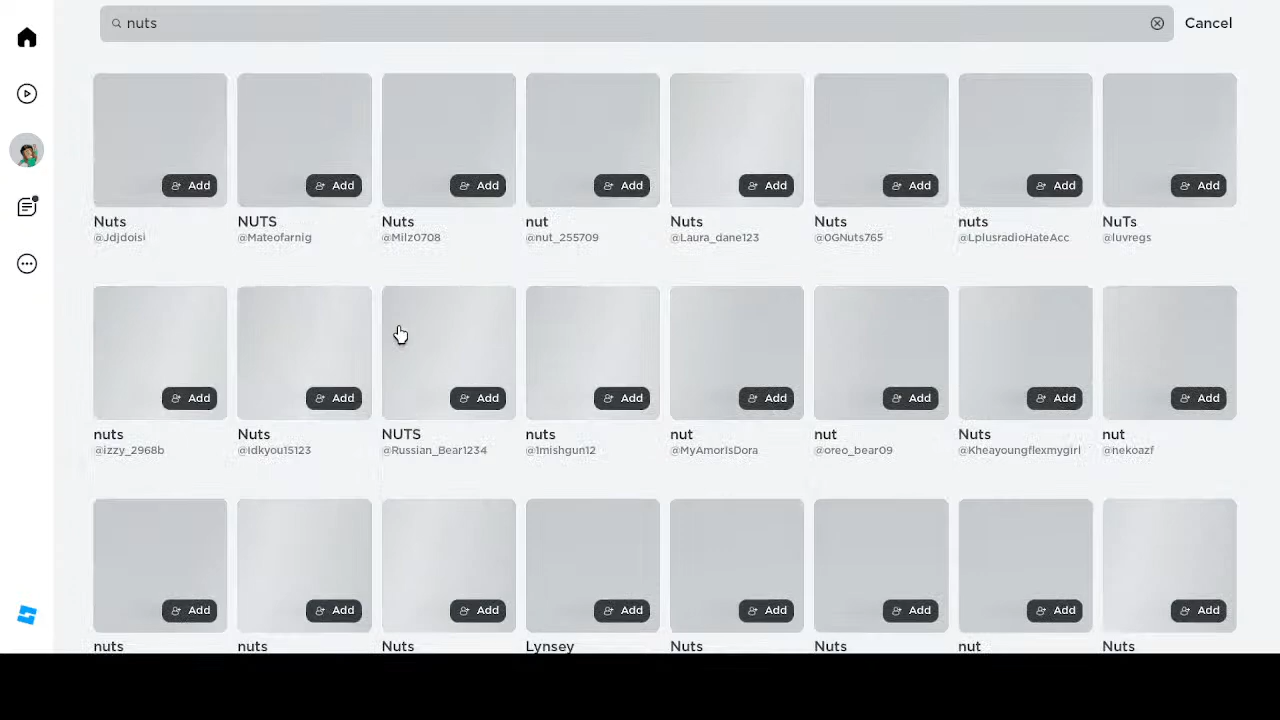 nuts
Cancel
Add Add Add Add Add Add Add Add
Nuts NUTS Nuts nut Nuts Nuts nuts NuTs
@Jdjdoisi @Mateofarnig @Milz0708 @nut_255709 @Laura_dane123 @OGNuts765 @LplusradioHateAcc @luvregs
Add Add Add Add Add Add Add Add
nuts Nuts NUTS nuts nut nut Nuts nut
@izzy_2968b @Idkyou15123 @Russian_Bear1234 @1mishgun12 @MyAmorIsDora @oreo_bear09 @Kheayoungflexmygirl @nekoazf
Add Add Add Add Add Add Add Add
nuts nuts Nuts Lynsey Nuts Nuts nut Nuts